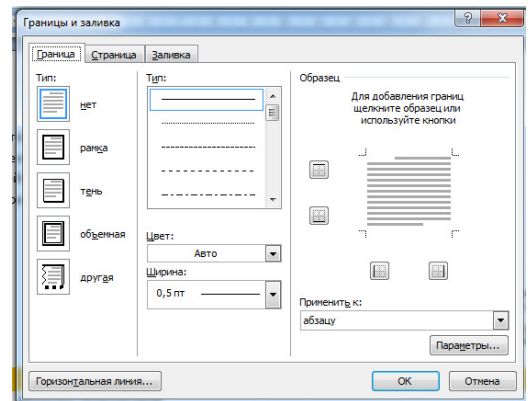 Границы и заливка
Граница
Страница
Заливка
Тип:
нет
рамка
тень
объемная
другая
Тип:
Цвет:
Авто
Ширина:
0,5 пт
Образец
Для добавления границ
щелкните образец или
используйте кнопки
Применить к:
абзацу
Параметры...
Горизонтальная линия...
ОК
Отмена